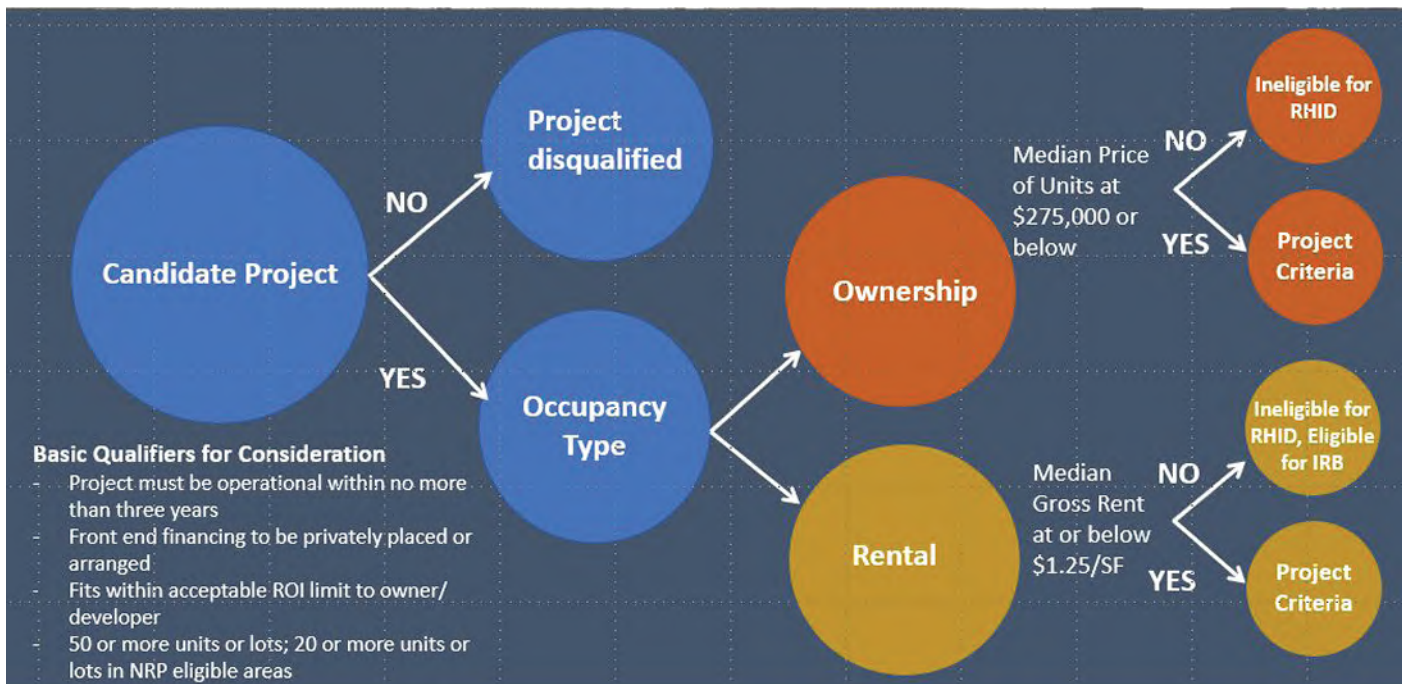 Candidate Project
NO
YES
Project
disqualified
Occupancy
Type
Ownership
Rental
Median Price
of Units at
$275,000 or
below
NO
YES
Ineligible for
RHID
Project
Criteria
Median
Gross Rent
at or below
$1.25/SF
NO
YES
Ineligible for
RHID, Eligible
for IRB
Project
Criteria
Basic Qualifiers for Consideration
- Project must be operational within no more
than three years
- Front end financing to be privately placed or
arranged
- Fits within acceptable ROI limit to owner/
developer
- 50 or more units or lots; 20 or more units or
lots in NRP eligible areas